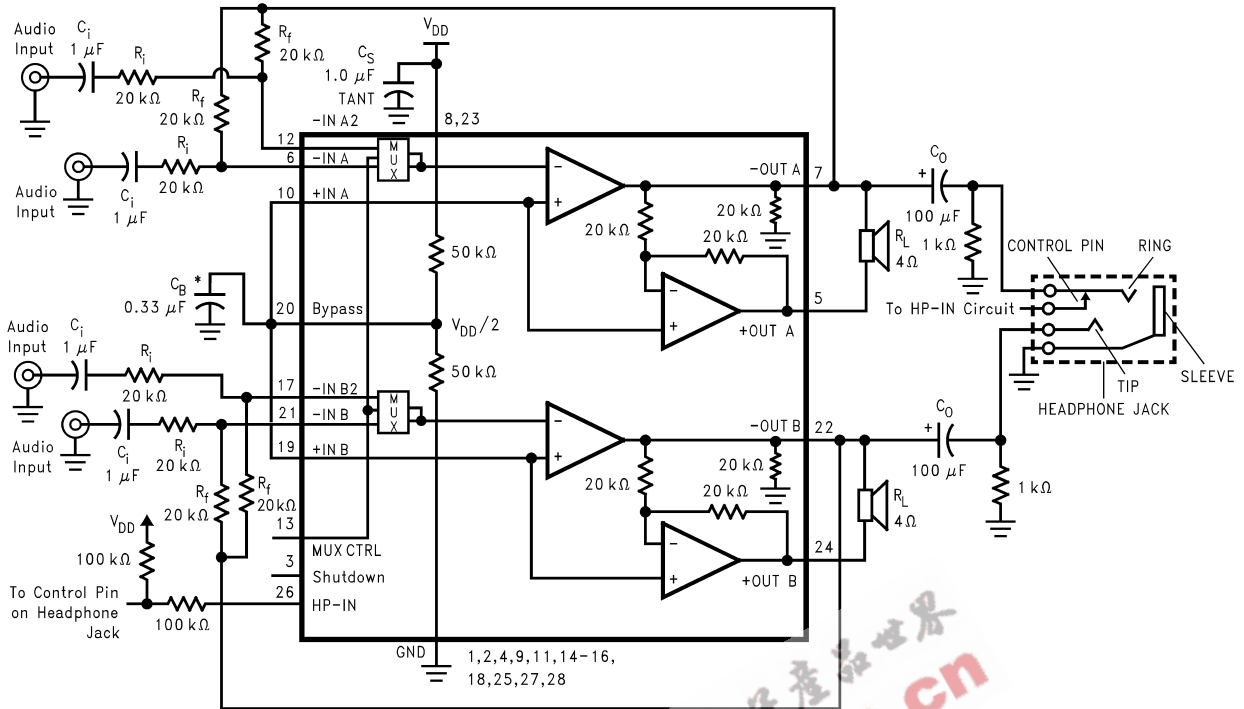 Audio
Input
Ci
1 μF
Ri
20 kΩ
Rf
20 kΩ
Rf
20 kΩ
VDD
CS
1.0 μF
TANT
8,23
-IN A2
12
6
-IN A
MUX
Ri
20 kΩ
Audio
Input
Ci
1 μF
10
+IN A
-
+
-OUT A
7
20 kΩ
20 kΩ
20 kΩ
-
+
+OUT A
5
RL
4Ω
CO
+
100 μF
1 kΩ
CONTROL PIN
RING
To HP-IN Circuit
TIP
SLEEVE
HEADPHONE JACK
50 kΩ
CB
*
0.33 μF
20
Bypass
VDD/2
50 kΩ
Audio
Input
Ci
1 μF
Ri
20 kΩ
17
-IN B2
21
-IN B
MUX
Audio
Input
Ci
1 μF
Ri
20 kΩ
19
+IN B
Rf
20 kΩ
Rf
20 kΩ
-
+
-OUT B
22
20 kΩ
20 kΩ
20 kΩ
-
+
+OUT B
24
RL
4Ω
CO
+
100 μF
1 kΩ
13
MUX CTRL
3
Shutdown
26
HP-IN
VDD
100 kΩ
To Control Pin
on Headphone
Jack
100 kΩ
GND
1,2,4,9,11,14-16,
18,25,27,28
產品世界
.cn